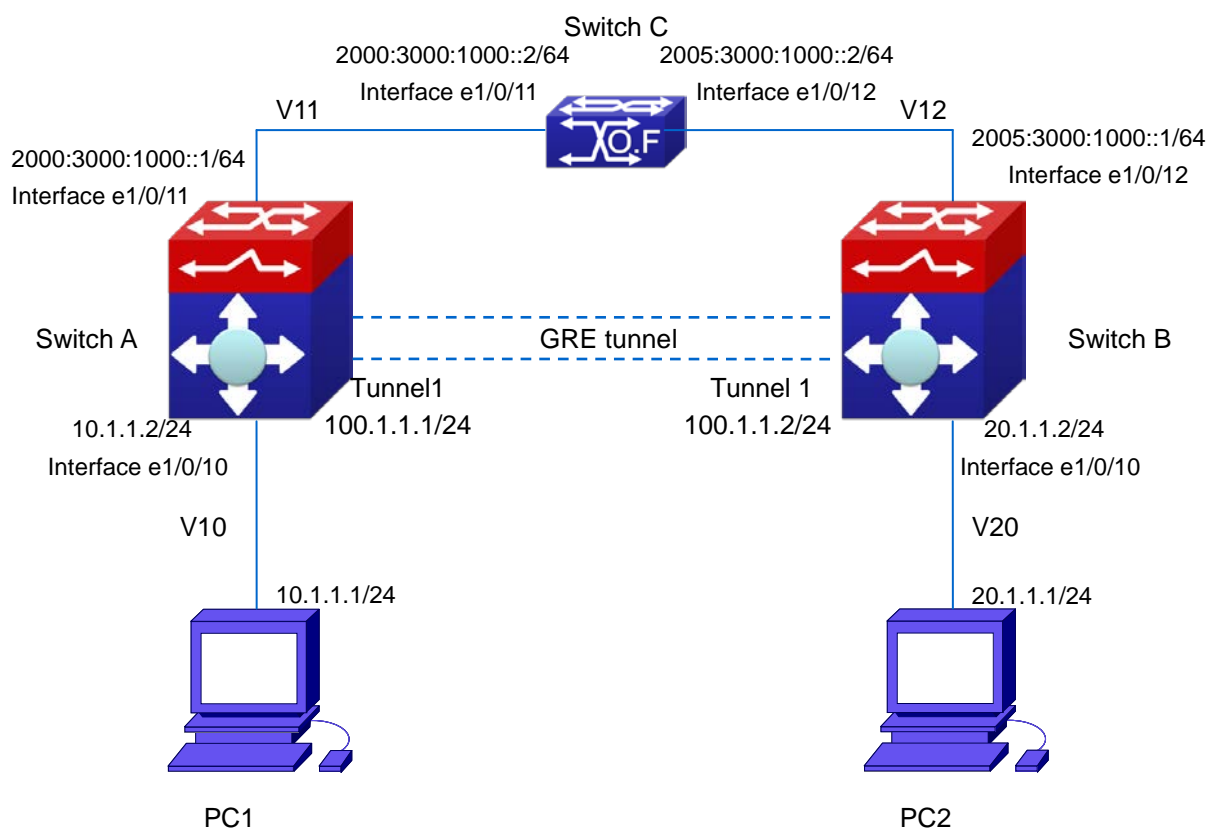 Switch C
2000:3000:1000::2/64
2005:3000:1000::2/64
Interface e1/0/11
Interface e1/0/12
V11
V12
O.F
2000:3000:1000::1/64
Interface e1/0/11
2005:3000:1000::1/64
Interface e1/0/12
Switch A
GRE tunnel
Switch B
Tunnel1
100.1.1.1/24
Tunnel 1
100.1.1.2/24
10.1.1.2/24
Interface e1/0/10
20.1.1.2/24
Interface e1/0/10
V10
V20
10.1.1.1/24
20.1.1.1/24
PC1
PC2